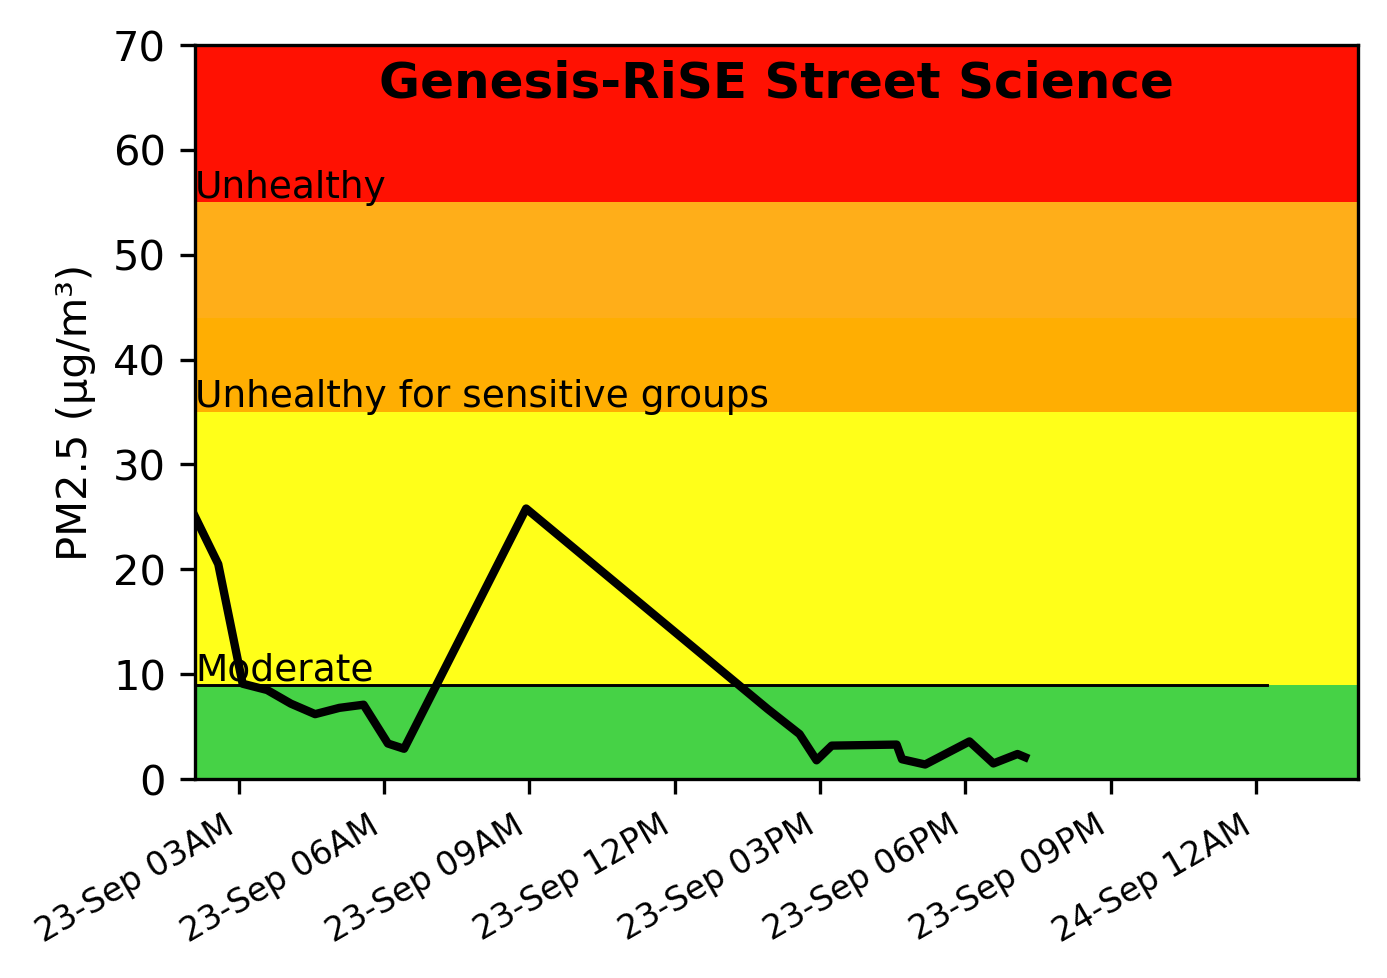 Genesis-RiSE Street Science
PM2.5 (µg/m³)
70
60
50
40
30
20
10
0
Unhealthy
Unhealthy for sensitive groups
Moderate
23-Sep 03AM
23-Sep 06AM
23-Sep 09AM
23-Sep 12PM
23-Sep 03PM
23-Sep 06PM
23-Sep 09PM
24-Sep 12AM